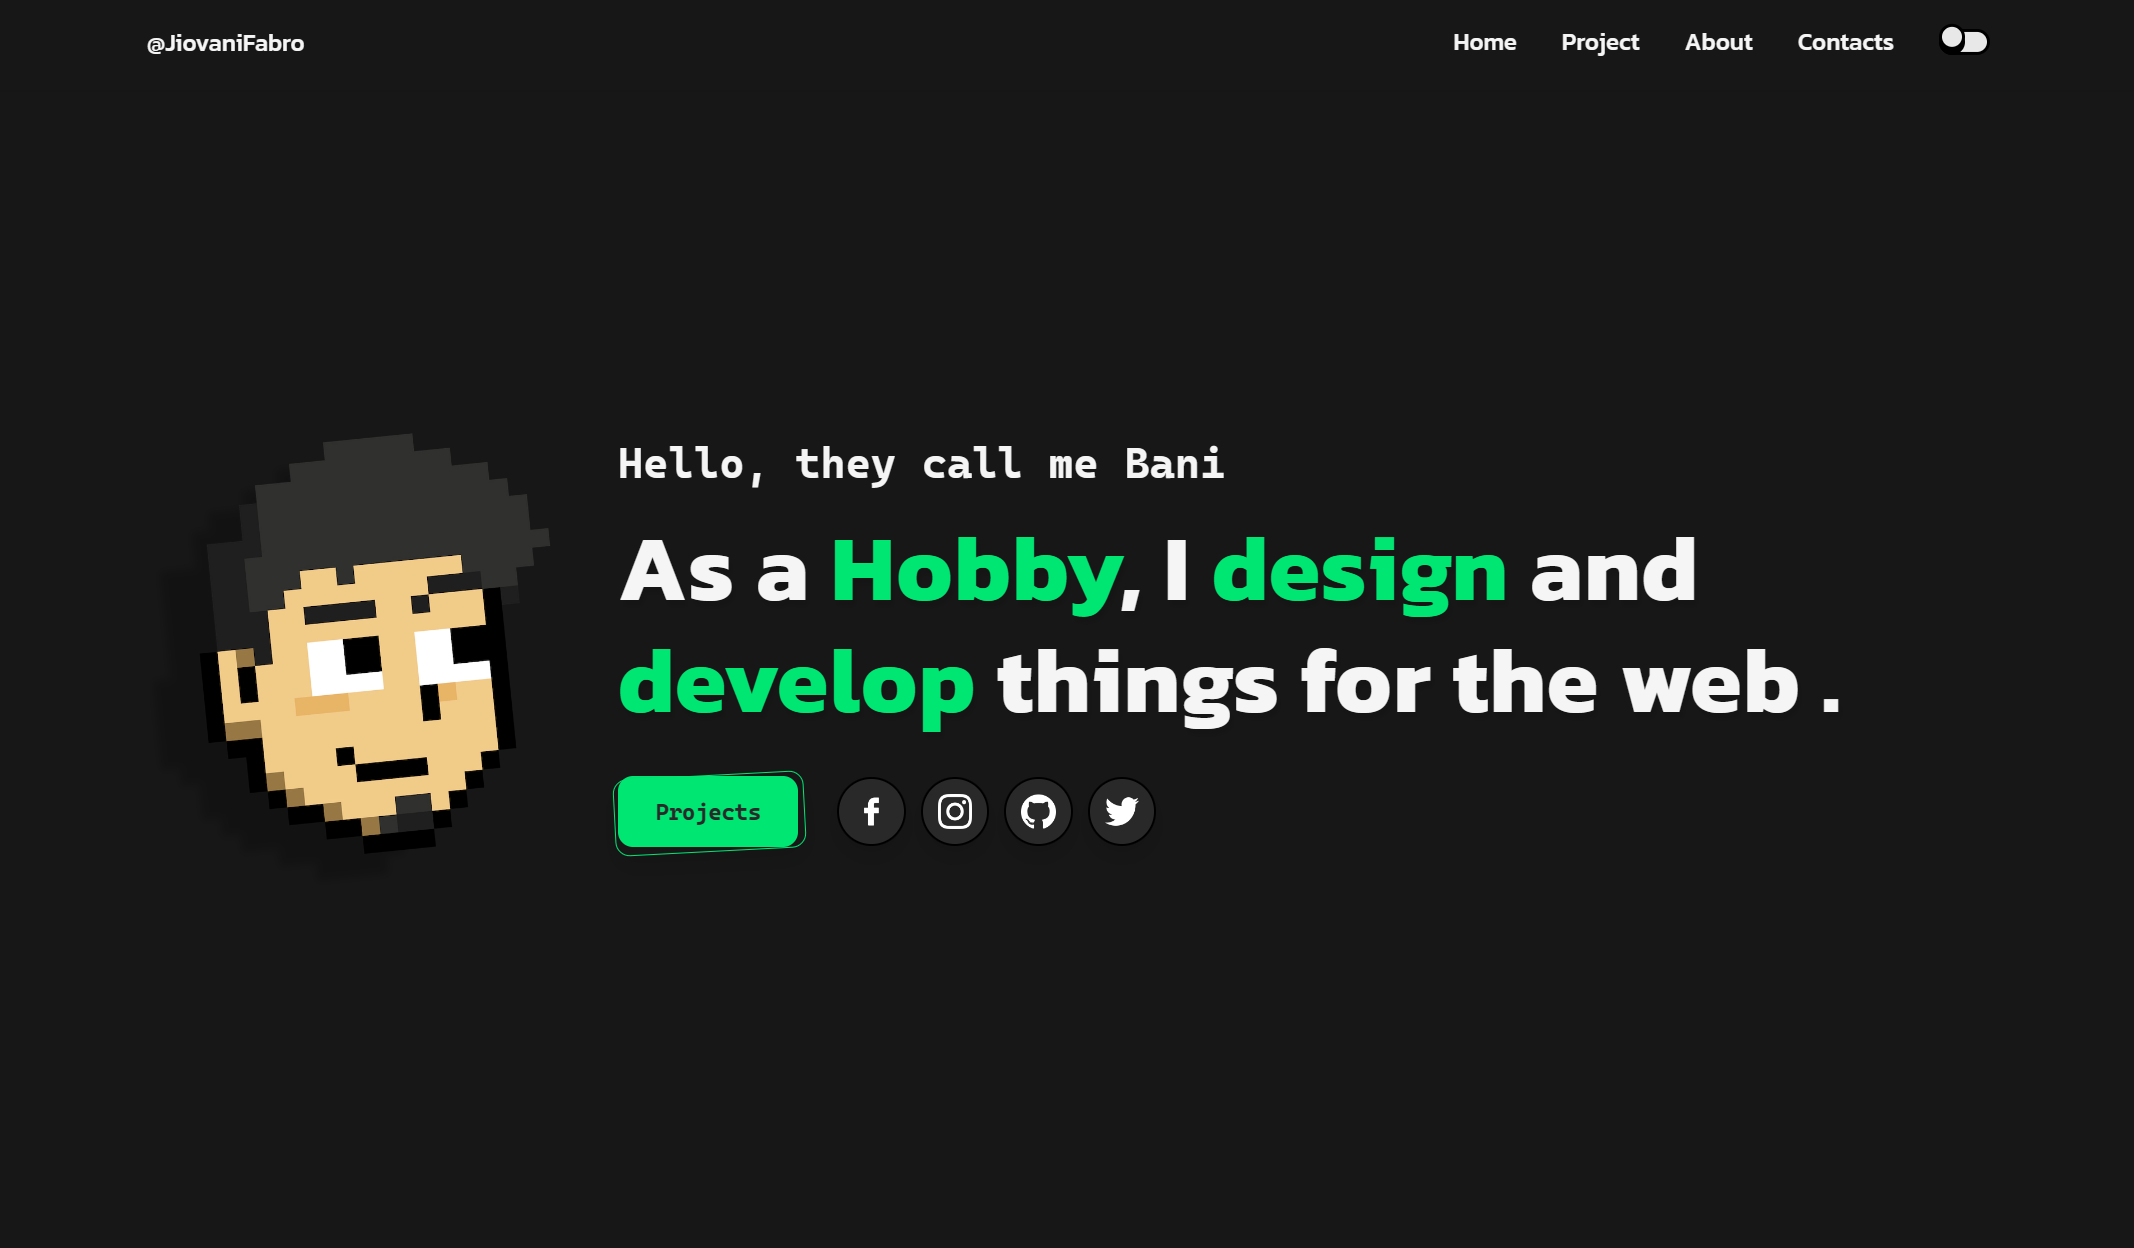 @JiovaniFabro
Home Project About Contacts
Hello, they call me Bani
As a Hobby, I design and
develop things for the web .
Projects